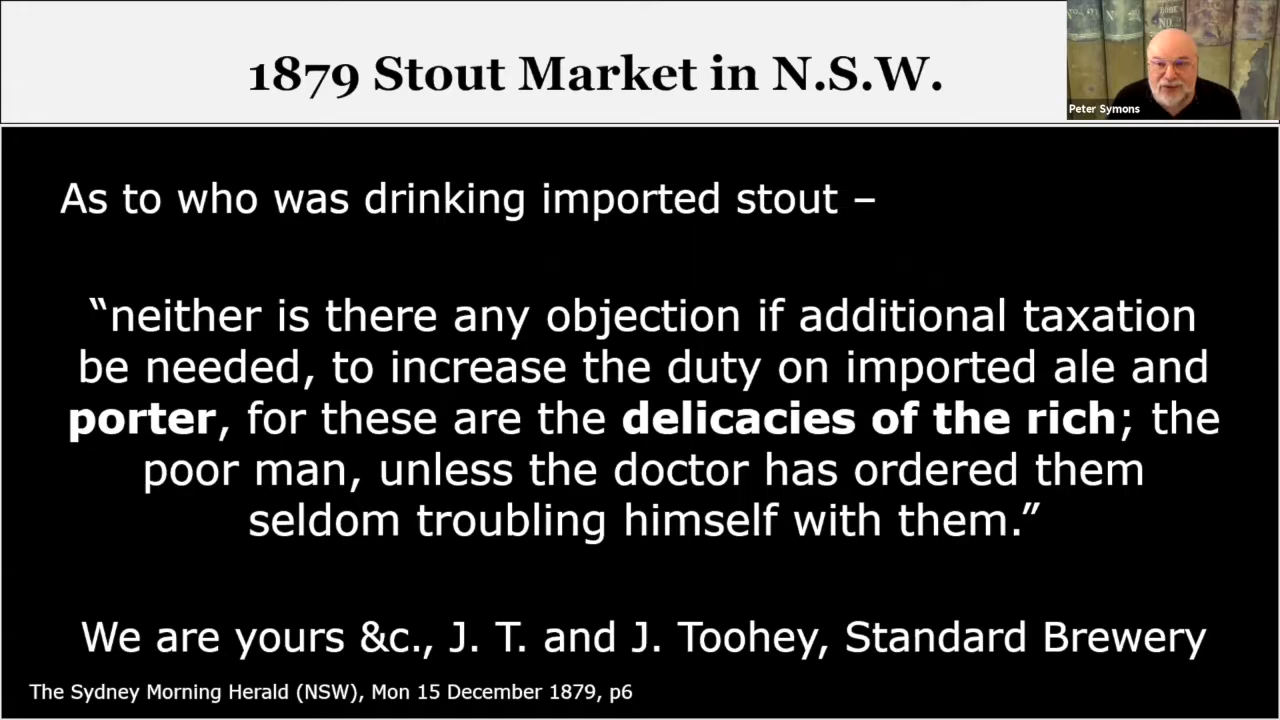 1879 Stout Market in N.S.W.
Peter Symons
As to who was drinking imported stout –
“neither is there any objection if additional taxation
be needed, to increase the duty on imported ale and
porter, for these are the delicacies of the rich; the
poor man, unless the doctor has ordered them
seldom troubling himself with them.”
We are yours &c., J. T. and J. Toohey, Standard Brewery
The Sydney Morning Herald (NSW), Mon 15 December 1879, p6